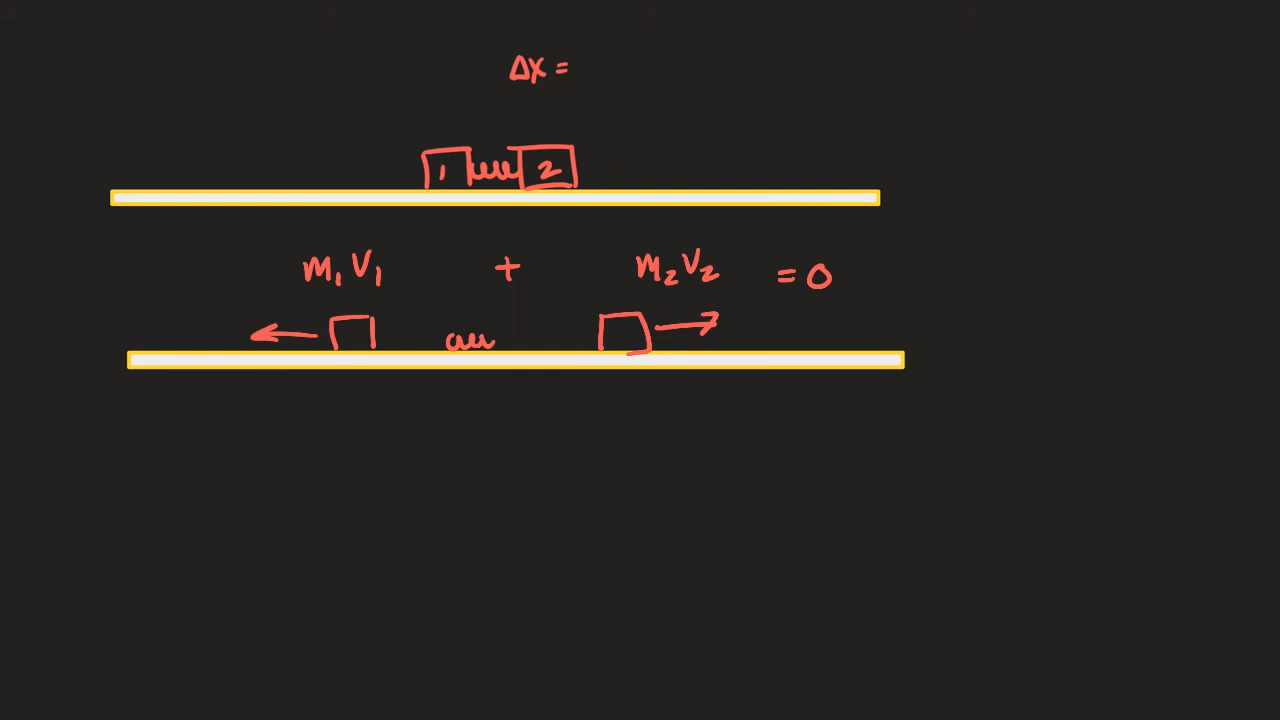 Δx =
1 2
m₁v₁ + m₂v₂ = 0